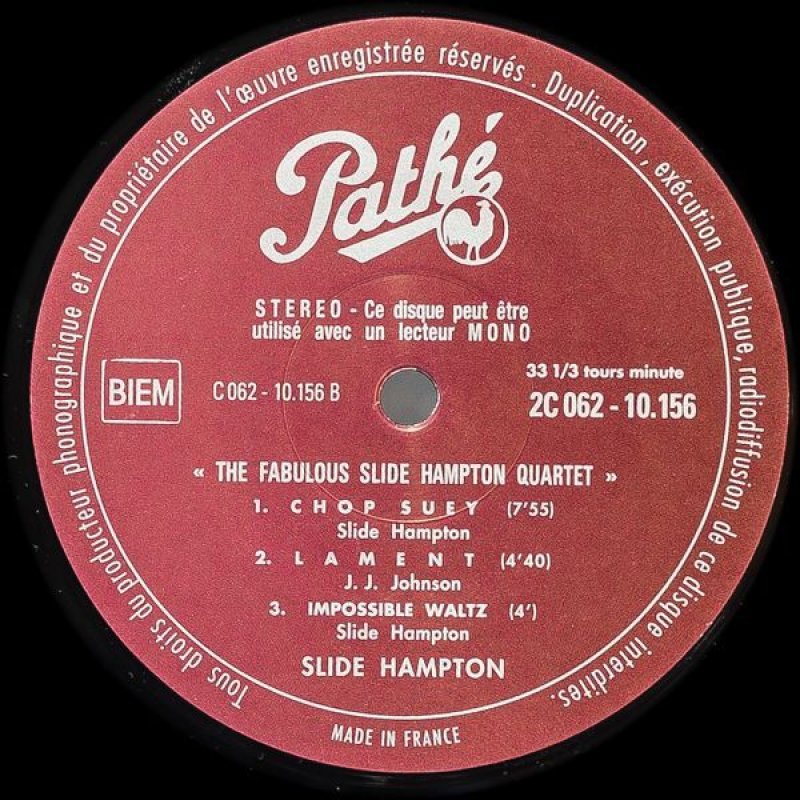 Tous droits du producteur phonographique et du propriétaire de l'œuvre enregistrée réservés. Duplication, exécution publique, radiodiffusion de ce disque interdites.
Pathé
STEREO - Ce disque peut être
utilisé avec un lecteur MONO
BIEM
C 062 - 10.156 B
33 1/3 tours minute
2C 062 - 10.156
« THE FABULOUS SLIDE HAMPTON QUARTET »
1. CHOP SUEY (7'55)
Slide Hampton
2. LAMENT (4'40)
J. J. Johnson
3. IMPOSSIBLE WALTZ (4')
Slide Hampton
SLIDE HAMPTON
MADE IN FRANCE